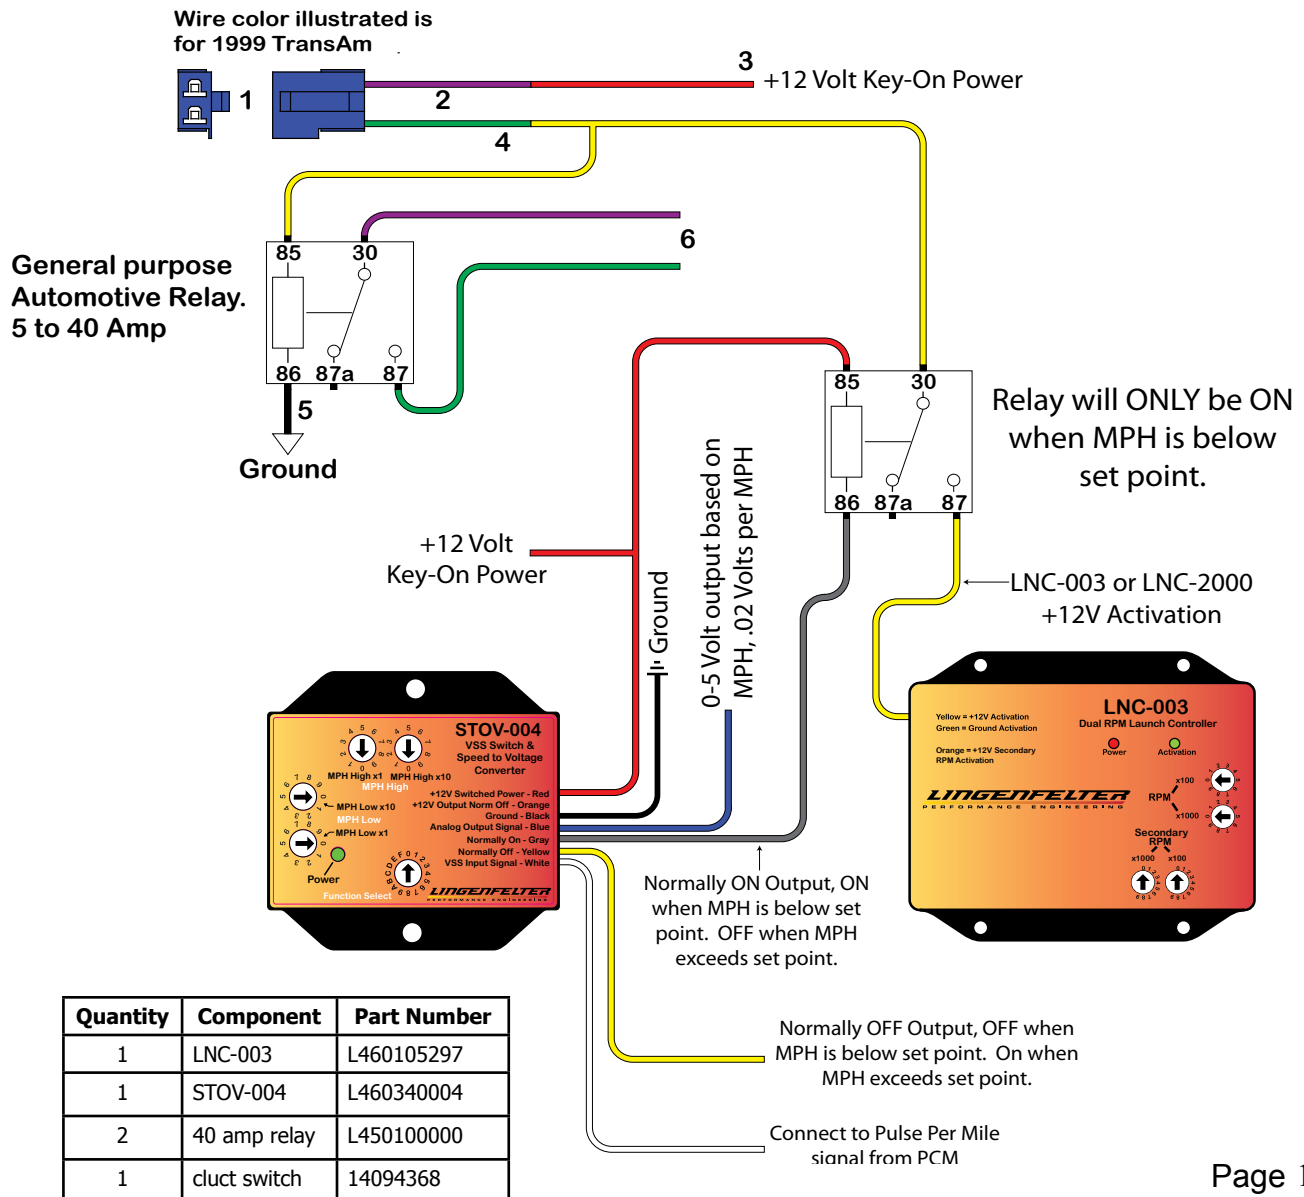 Wire color illustrated is
for 1999 TransAm
1
2
3
+12 Volt Key-On Power
4
85
30
6
General purpose
Automotive Relay.
5 to 40 Amp
86
87a
87
5
Ground
85
30
Relay will ONLY be ON
when MPH is below
set point.
86
87a
87
+12 Volt
Key-On Power
Ground
0-5 Volt output based on
MPH, .02 Volts per MPH
LNC-003 or LNC-2000
+12V Activation
STOV-004
VSS Switch &
Speed to Voltage
Converter
MPH High x1
MPH High x10
MPH High
MPH Low x10
MPH Low
MPH Low x1
Power
Function Select
+12V Switched Power - Red
+12V Output Norm Off - Orange
Ground - Black
Analog Output Signal - Blue
Normally On - Gray
Normally Off - Yellow
VSS Input Signal - White
LINGENFELTER
PERFORMANCE ENGINEERING
LNC-003
Dual RPM Launch Controller
Yellow = +12V Activation
Green = Ground Activation
Orange = +12V Secondary
RPM Activation
Power
Activation
LINGENFELTER
PERFORMANCE ENGINEERING
x100
RPM
x1000
Secondary
RPM
x1000
x100
Normally ON Output, ON
when MPH is below set
point. OFF when MPH
exceeds set point.
Normally OFF Output, OFF when
MPH is below set point. On when
MPH exceeds set point.
Connect to Pulse Per Mile
signal from PCM
Quantity Component Part Number
1 LNC-003 L460105297
1 STOV-004 L460340004
2 40 amp relay L450100000
1 cluct switch 14094368
Page 1